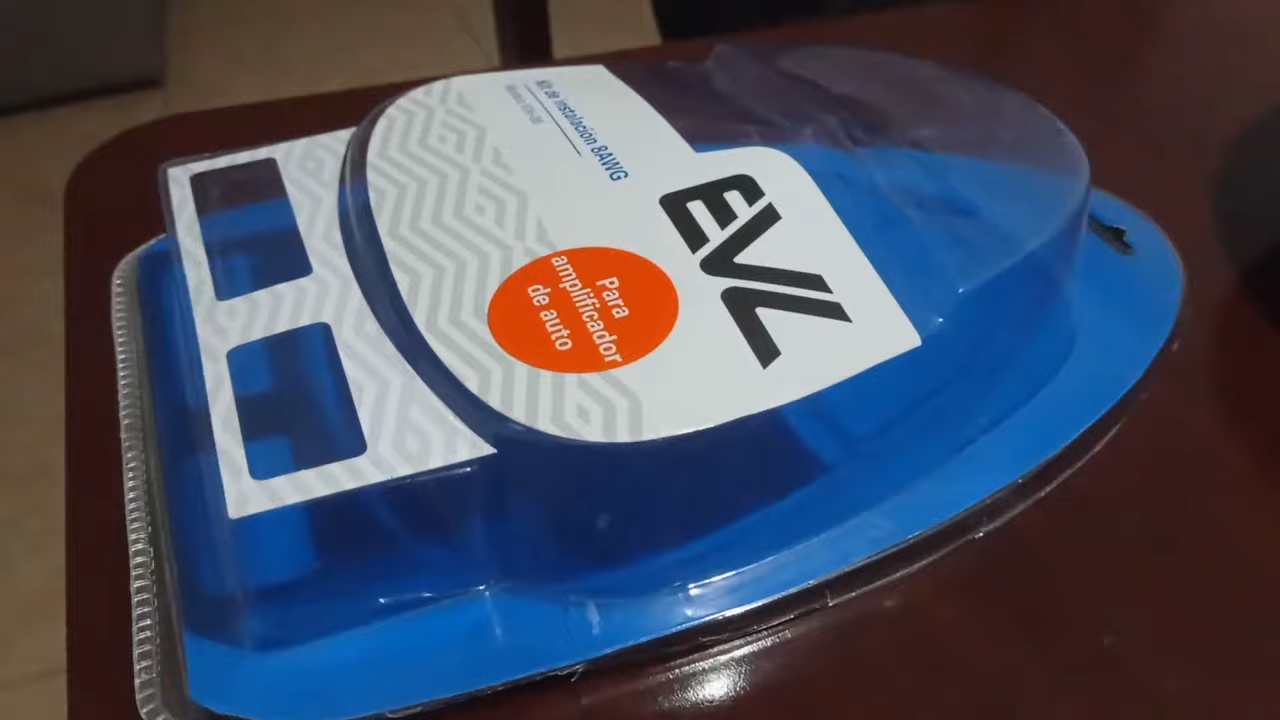 Kit de instalación 8AWG
EVL
Para
amplificador
de auto